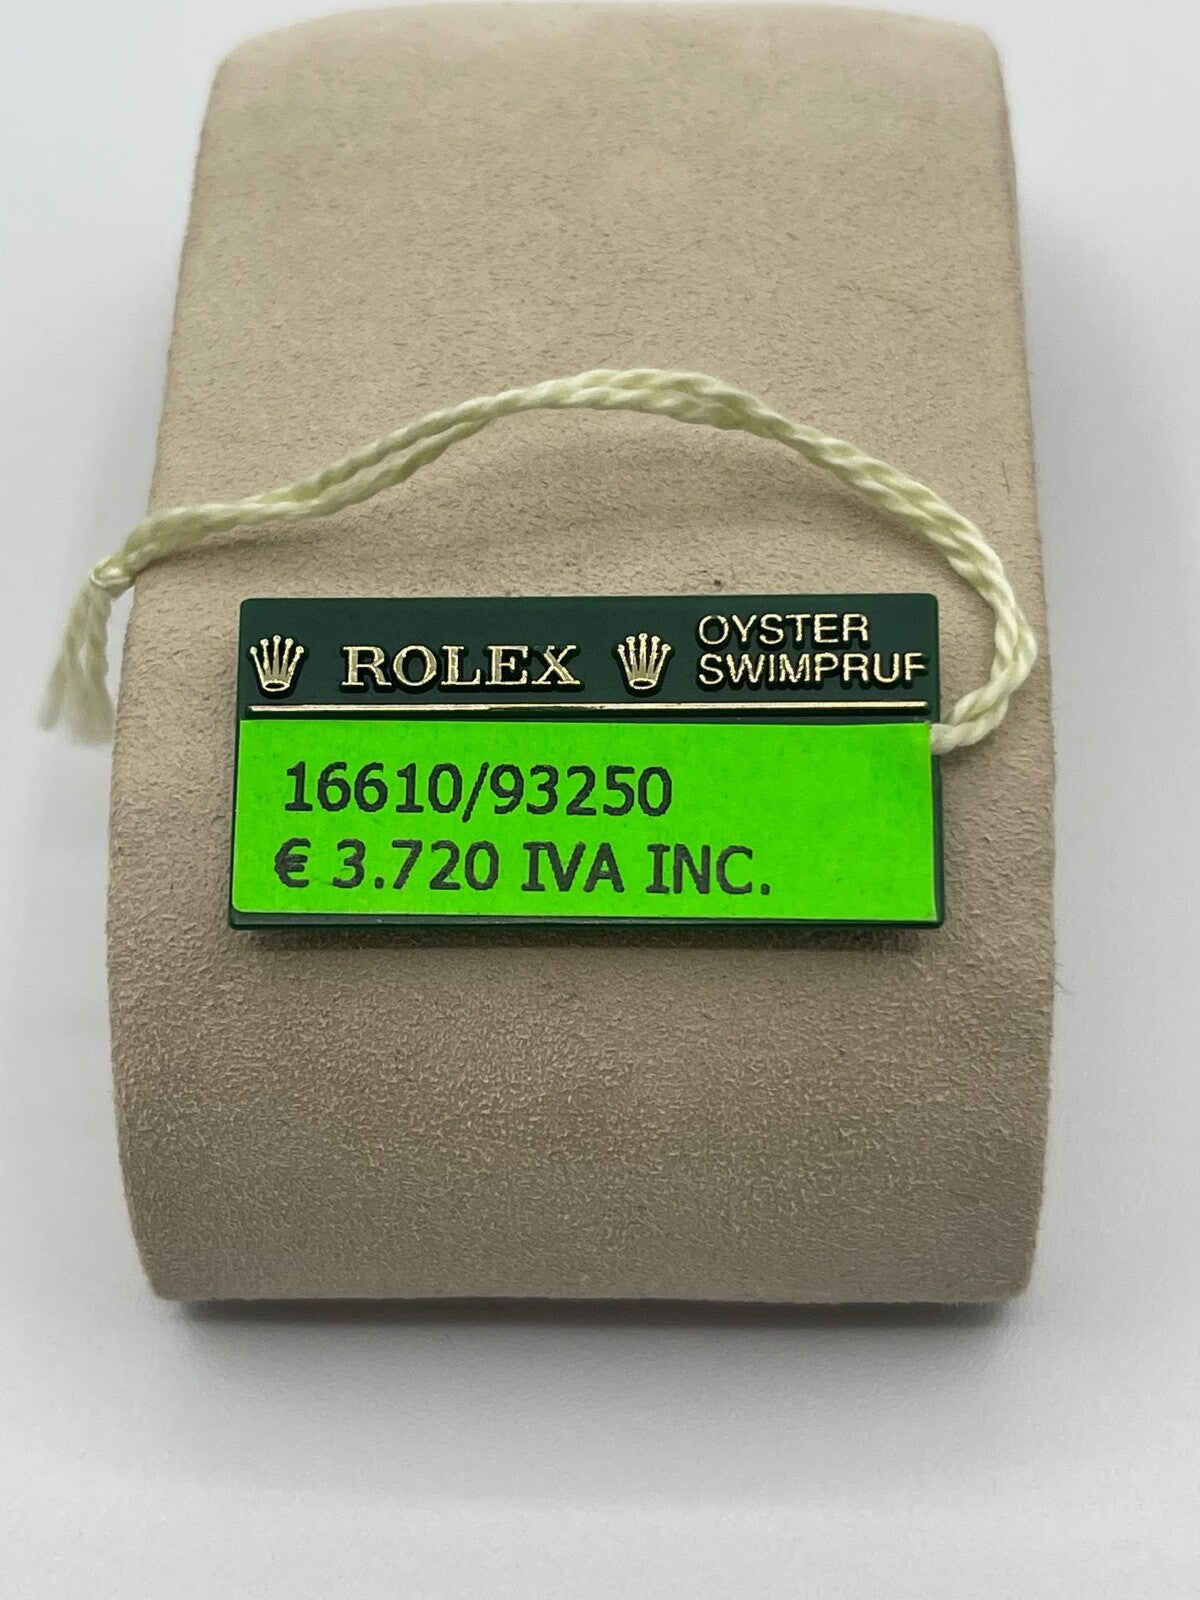 ROLEX OYSTER
SWIMPRUF
16610/93250
€ 3.720 IVA INC.